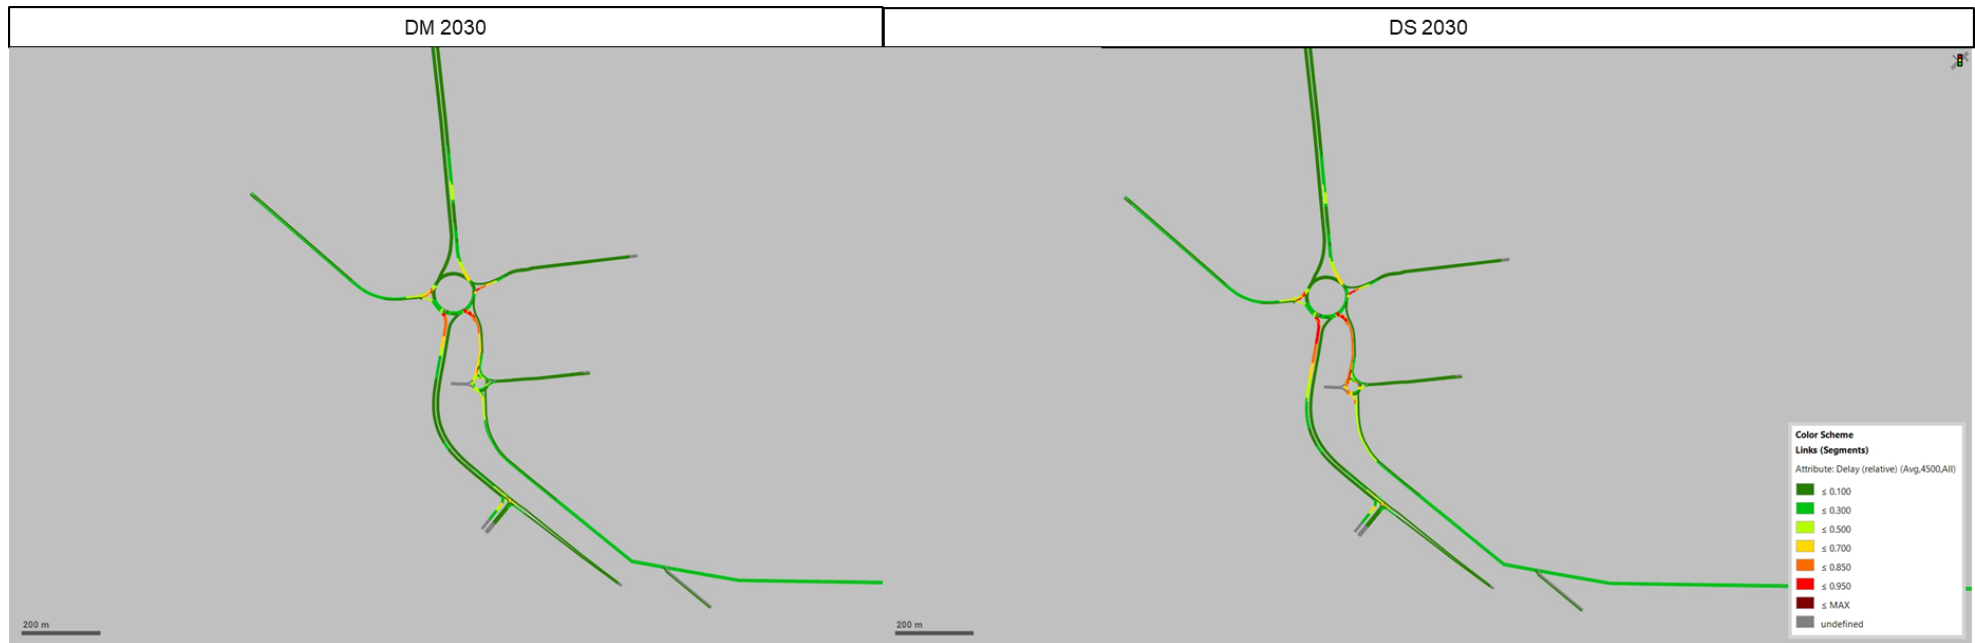 DM 2030
DS 2030
Color Scheme
Links (Segments)
Attribute: Delay (relative) (Avg,4500,All)
≤ 0.100
≤ 0.300
≤ 0.500
≤ 0.700
≤ 0.850
≤ 0.950
≤ MAX
undefined
200 m
200 m